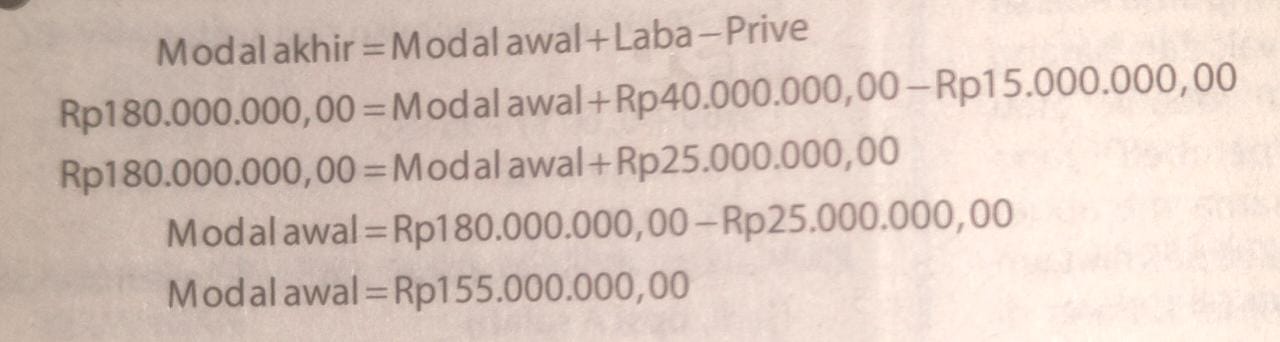 Modal akhir = Modal awal + Laba – Prive
Rp180.000.000,00 = Modal awal + Rp40.000.000,00 – Rp15.000.000,00
Rp180.000.000,00 = Modal awal + Rp25.000.000,00
Modal awal = Rp180.000.000,00 – Rp25.000.000,00
Modal awal = Rp155.000.000,00